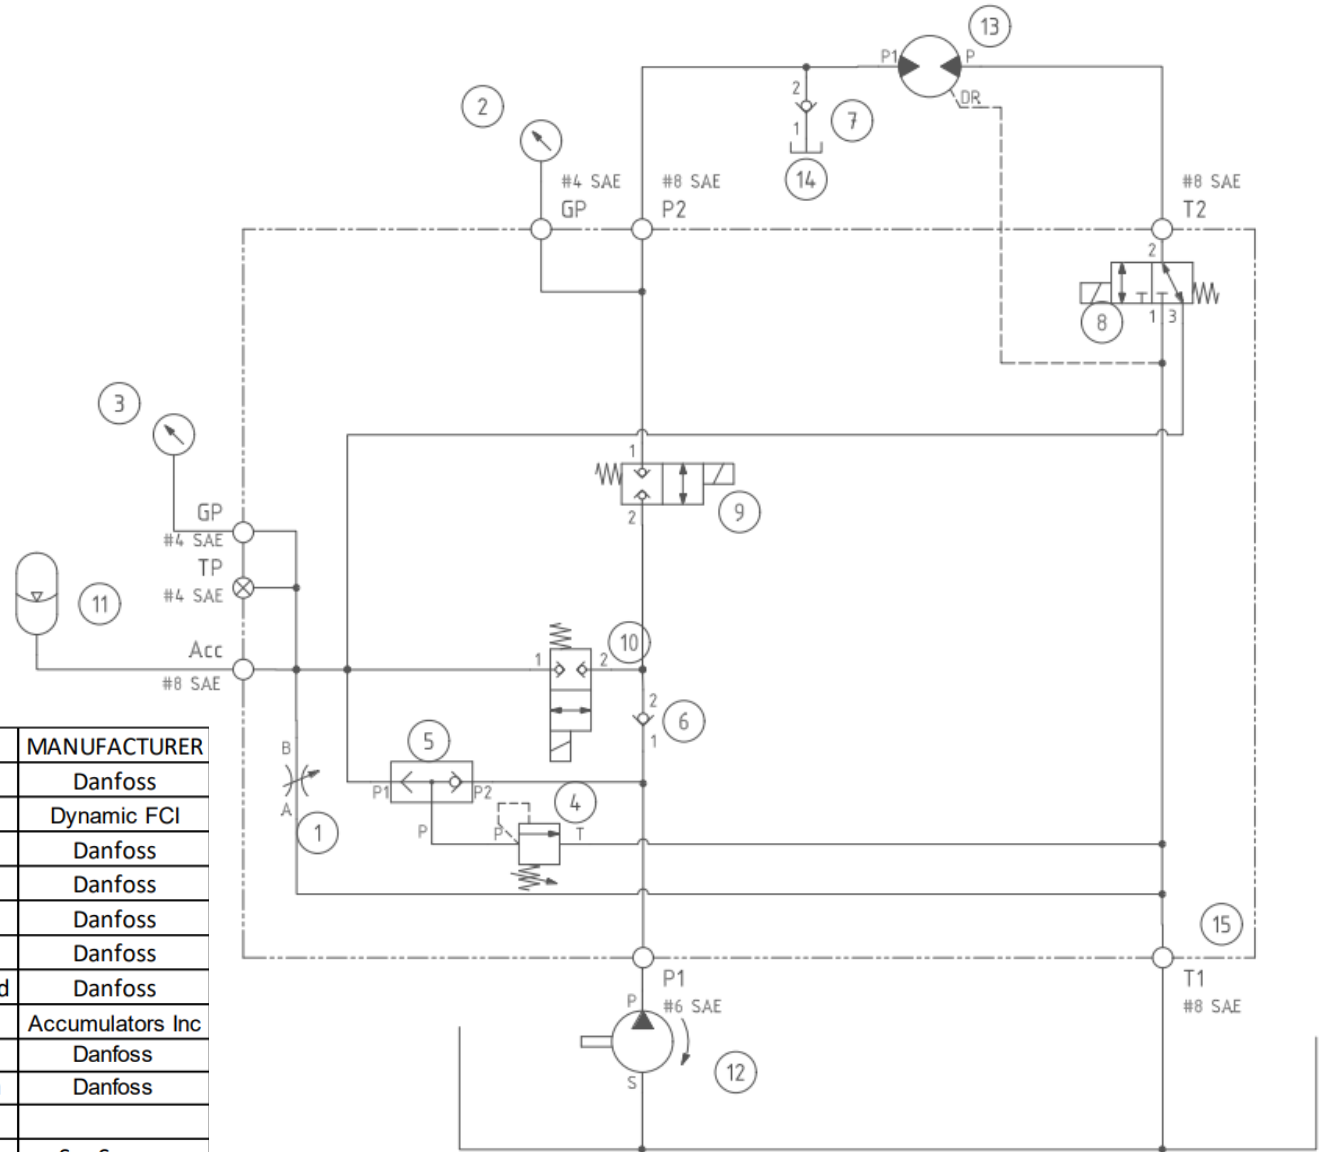 13
P1
P
DR
2
2
7
1
14
#4 SAE
GP
#8 SAE
P2
#8 SAE
T2
2
8
1
3
3
1
9
2
GP
#4 SAE
TP
#4 SAE
11
Acc
#8 SAE
10
1
2
2
6
1
5
B
A
1
P1
P2
4
P
P
T
15
P1
#6 SAE
T1
#8 SAE
P
S
12
MANUFACTURER
Danfoss
Dynamic FCI
Danfoss
Danfoss
Danfoss
Danfoss
d Danfoss
Accumulators Inc
Danfoss
Danfoss